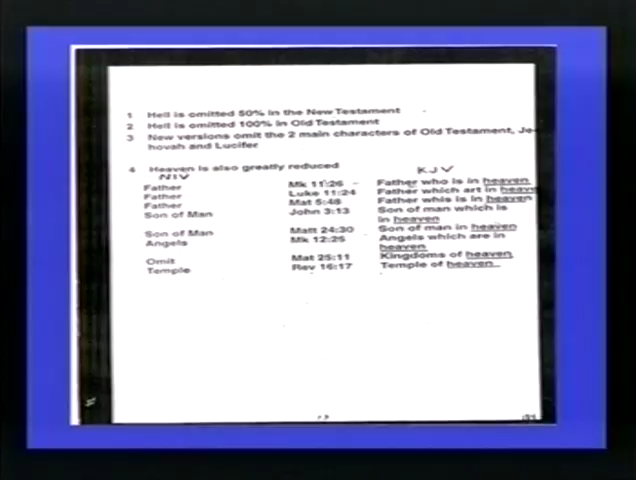 1 Hell is omitted 50% in the New Testament
2 Hell is omitted 100% in Old Testament
3 New versions omit the 2 main characters of Old Testament, Je-
hovah and Lucifer
4 Heaven is also greatly reduced
NIV KJV
Father Mk 11:26 Father who is in heaven
Father Luke 11:24 Father which art in heaven
Father Mat 5:48 Father whis is in heaven
Son of Man John 3:13 Son of man which is
in heaven
Son of Man Matt 24:30 Son of man in heaven
Angels Mk 12:25 Angels which are in
heaven
Omit Mat 25:11 Kingdoms of heaven
Temple Rev 16:17 Temple of heaven